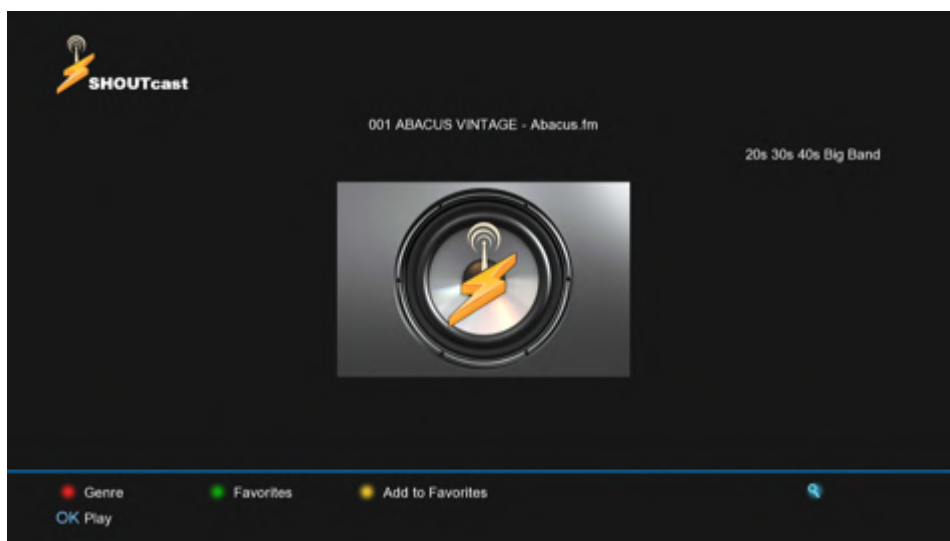 SHOUTcast
001 ABACUS VINTAGE - Abacus.fm
20s 30s 40s Big Band
Genre Favorites Add to Favorites
OK Play